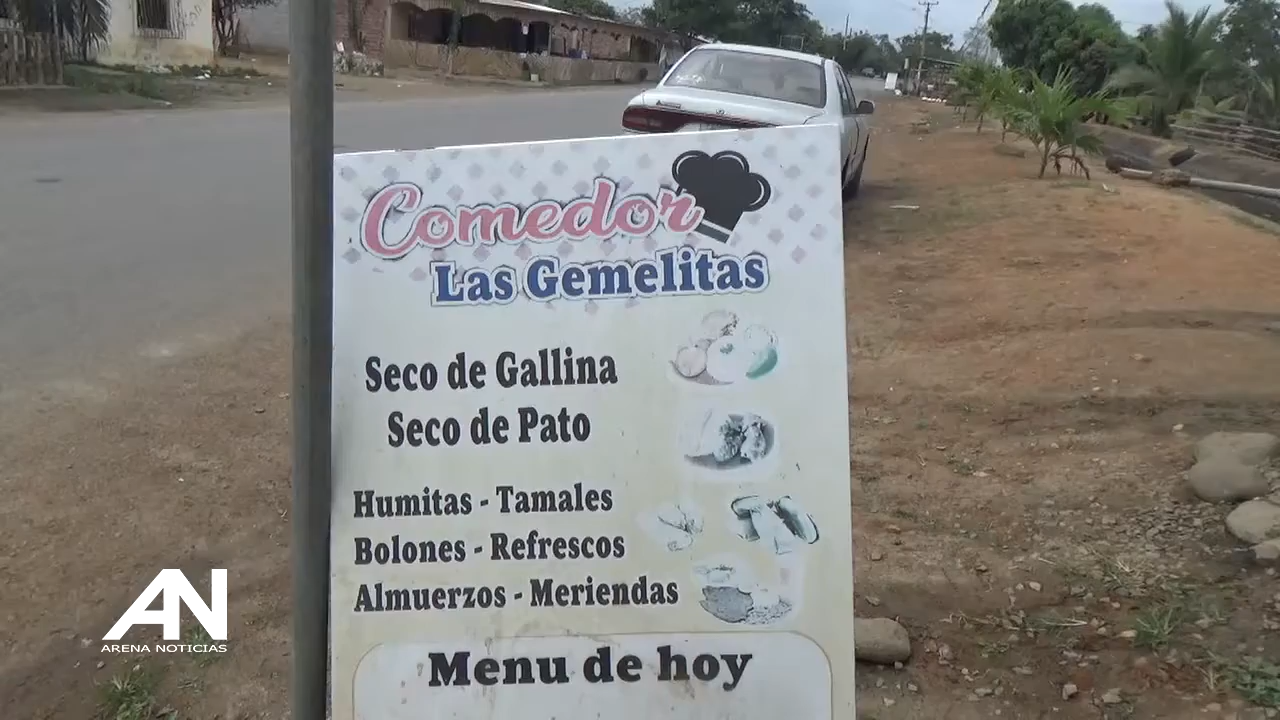 Comedor
Las Gemelitas
Seco de Gallina
Seco de Pato
Humitas - Tamales
Bolones - Refrescos
Almuerzos - Meriendas
Menu de hoy
AN
ARENA NOTICIAS